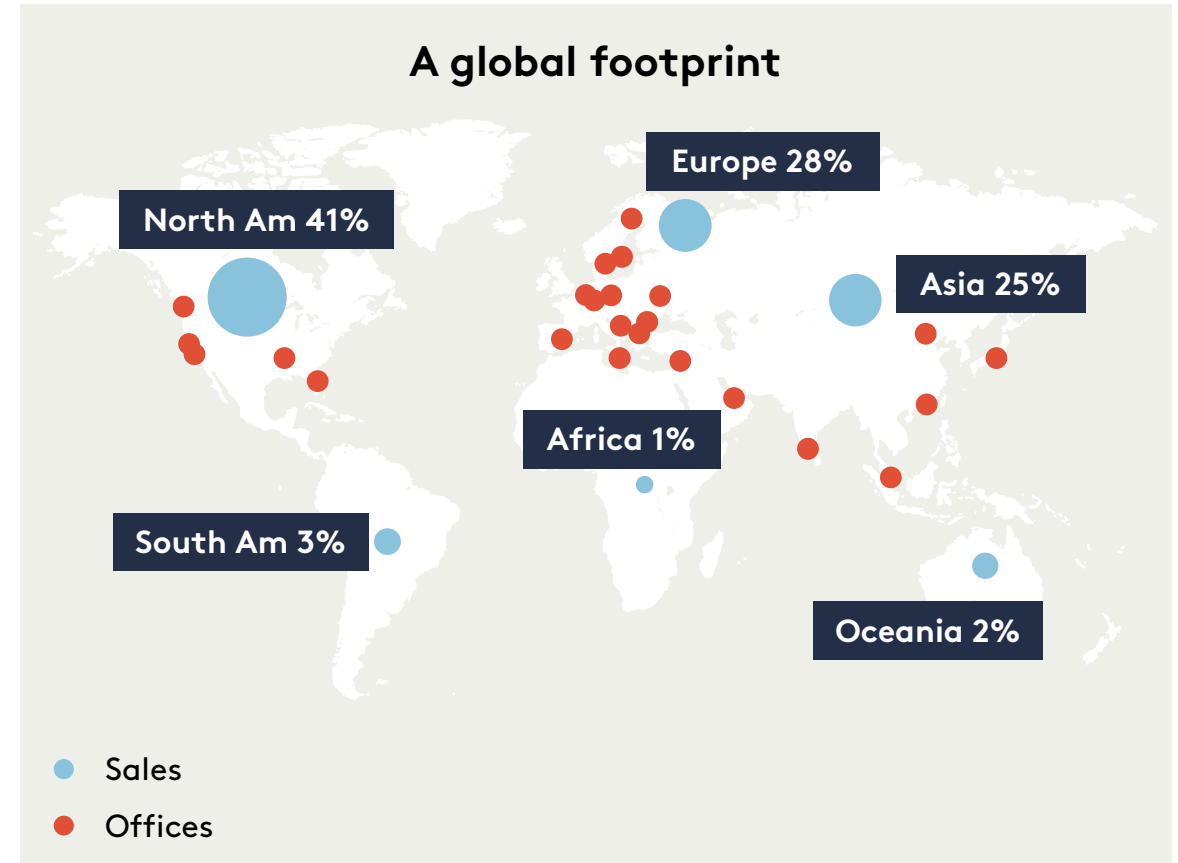 A global footprint
Europe 28%
North Am 41%
Asia 25%
Africa 1%
South Am 3%
Oceania 2%
Sales
Offices